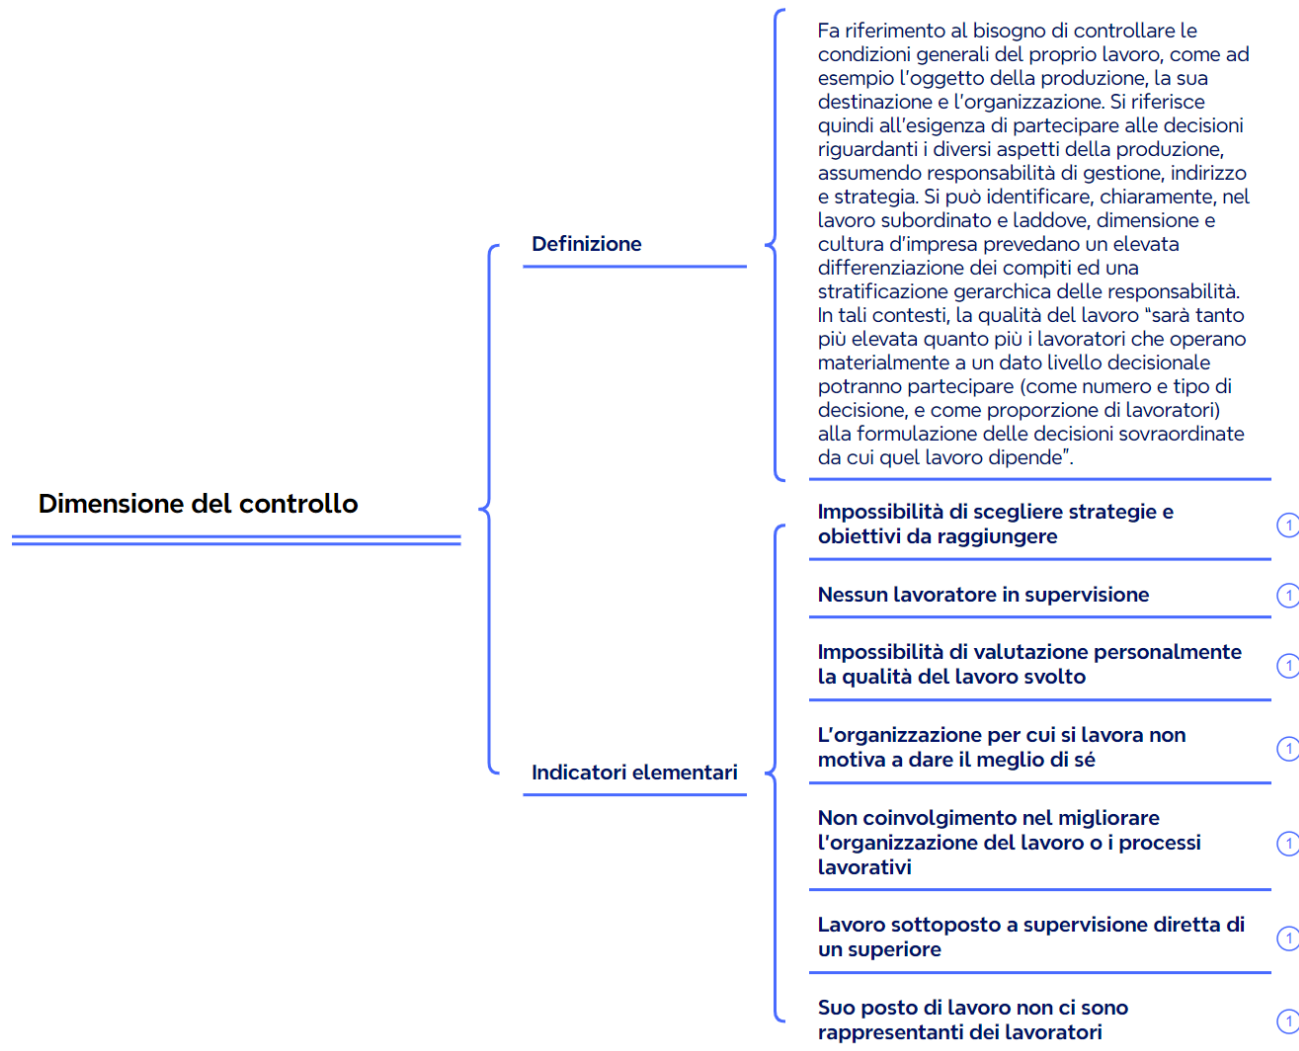 Fa riferimento al bisogno di controllare le
condizioni generali del proprio lavoro, come ad
esempio l'oggetto della produzione, la sua
destinazione e l'organizzazione. Si riferisce
quindi all'esigenza di partecipare alle decisioni
riguardanti i diversi aspetti della produzione,
assumendo responsabilità di gestione, indirizzo
e strategia. Si può identificare, chiaramente, nel
lavoro subordinato e laddove, dimensione e
cultura d'impresa prevedano un elevata
differenziazione dei compiti ed una
stratificazione gerarchica delle responsabilità.
In tali contesti, la qualità del lavoro “sarà tanto
più elevata quanto più i lavoratori che operano
materialmente a un dato livello decisionale
potranno partecipare (come numero e tipo di
decisione, e come proporzione di lavoratori)
alla formulazione delle decisioni sovraordinate
da cui quel lavoro dipende”.
Definizione
Dimensione del controllo
Impossibilità di scegliere strategie e
obiettivi da raggiungere
1
Nessun lavoratore in supervisione
1
Impossibilità di valutazione personalmente
la qualità del lavoro svolto
1
L'organizzazione per cui si lavora non
motiva a dare il meglio di sé
1
Indicatori elementari
Non coinvolgimento nel migliorare
l'organizzazione del lavoro o i processi
lavorativi
1
Lavoro sottoposto a supervisione diretta di
un superiore
1
Suo posto di lavoro non ci sono
rappresentanti dei lavoratori
1